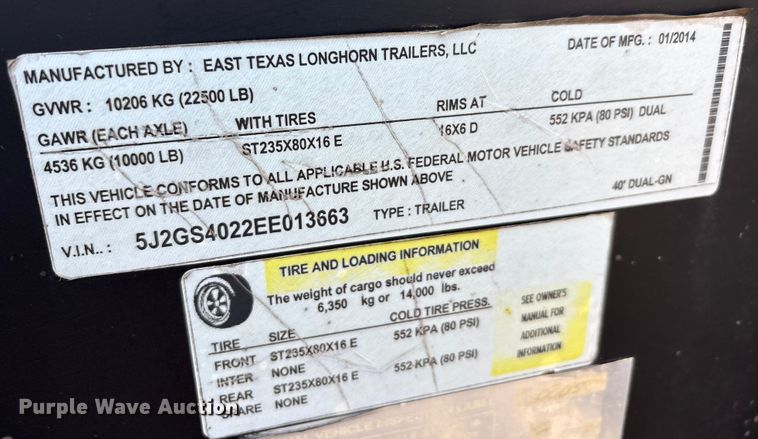 MANUFACTURED BY : EAST TEXAS LONGHORN TRAILERS, LLC DATE OF MFG. : 01/2014
GVWR : 10206 KG (22500 LB)
GAWR (EACH AXLE) WITH TIRES RIMS AT COLD
4536 KG (10000 LB) ST235X80X16 E 16X6 D 552 KPA (80 PSI) DUAL
THIS VEHICLE CONFORMS TO ALL APPLICABLE U.S. FEDERAL MOTOR VEHICLE SAFETY STANDARDS
IN EFFECT ON THE DATE OF MANUFACTURE SHOWN ABOVE
40' DUAL-GN
V.I.N.. : 5J2GS4022EE013663 TYPE : TRAILER
TIRE AND LOADING INFORMATION
The weight of cargo should never exceed
6,350 kg or 14,000 lbs.
TIRE SIZE COLD TIRE PRESS.
FRONT ST235X80X16 E 552 KPA (80 PSI)
INTER NONE
REAR ST235X80X16 E 552 KPA (80 PSI)
SPARE NONE
SEE OWNER'S
MANUAL FOR
ADDITIONAL
INFORMATION
Purple Wave Auction